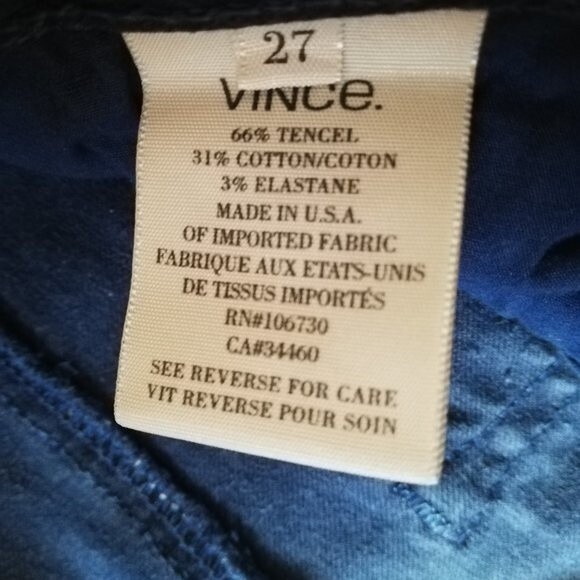 27
VINCe.
66% TENCEL
31% COTTON/COTON
3% ELASTANE
MADE IN U.S.A.
OF IMPORTED FABRIC
FABRIQUE AUX ETATS-UNIS
DE TISSUS IMPORTÉS
RN#106730
CA#34460
SEE REVERSE FOR CARE
VIT REVERSE POUR SOIN